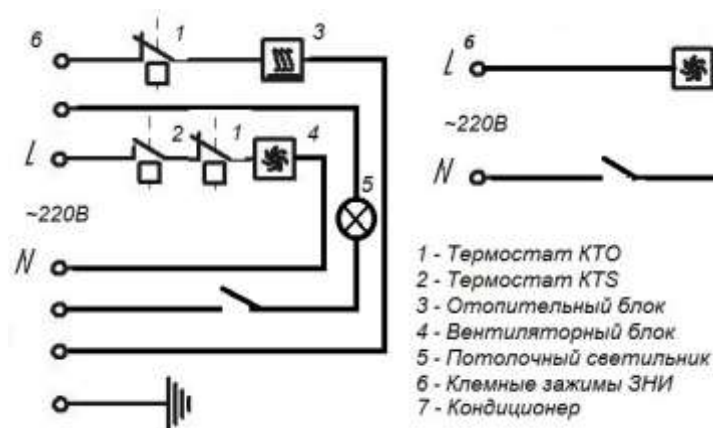 6
1
3
2
1
4
L
5
~220В
N
6
L
~220В
N
1 - Термостат КТО
2 - Термостат KTS
3 - Отопительный блок
4 - Вентиляторный блок
5 - Потолочный светильник
6 - Клемные зажимы ЗНИ
7 - Кондиционер